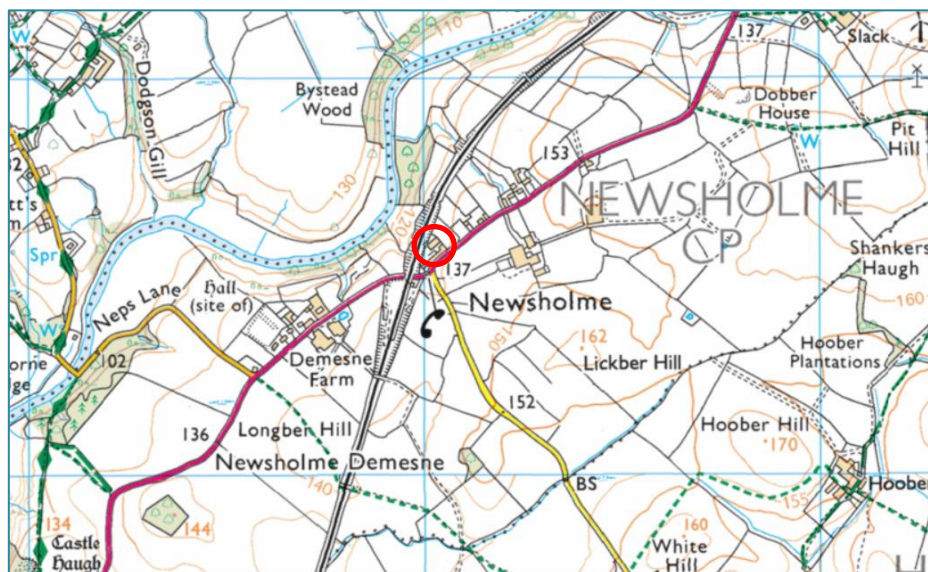 110
137
Slack
W
Dodgson Gill
Bystead
Wood
Dobber
House
Pit
Hill
W
153
130
NEWSHOLME
CP
120
Shankers
Haugh
Spr
137
160
Hall
(site of)
Neps Lane
Newsholme
150
162
Hoober
Plantations
W
102
Demesne
Farm
Lickber Hill
152
136
Longber Hill
Hoober Hill
170
Newsholme Demesne
140
BS
155
Hoober
134
144
160
Castle
Haugh
White
Hill